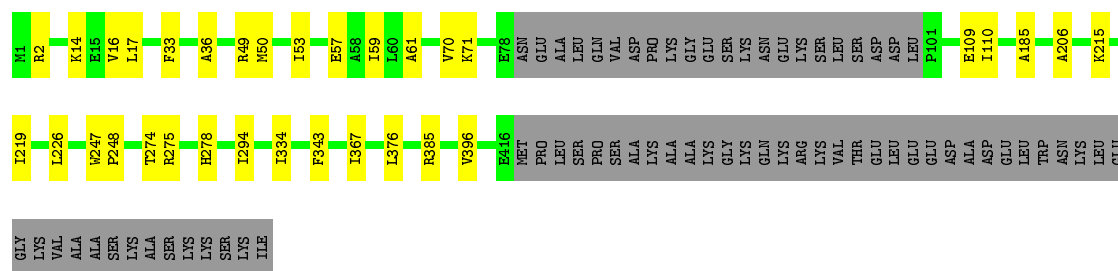 M1 R2 K14 E15 V16 L17 F33 A36 R49 M50 I53 E57 A58 I59 L60 A61 V70 K71 E78 ASN GLU ALA LEU GLN VAL ASP PRO LYS GLY GLU SER LYS ASN GLU LYS SER LEU SER ASP ASP LEU P101 E109 I110 A185 A206 K215
I219 L226 W247 P248 T274 R275 H278 I294 I334 F343 I367 L376 R385 V396 E416 MET PRO LEU SER PRO SER ALA LYS ALA ALA LYS GLY LYS GLN LYS ARG LYS VAL THR GLU LEU GLU GLU ASP ALA ASP GLU LEU TRP ASN LYS LEU GLU
GLY LYS VAL ALA ALA SER LYS ALA SER LYS LYS SER LYS ILE